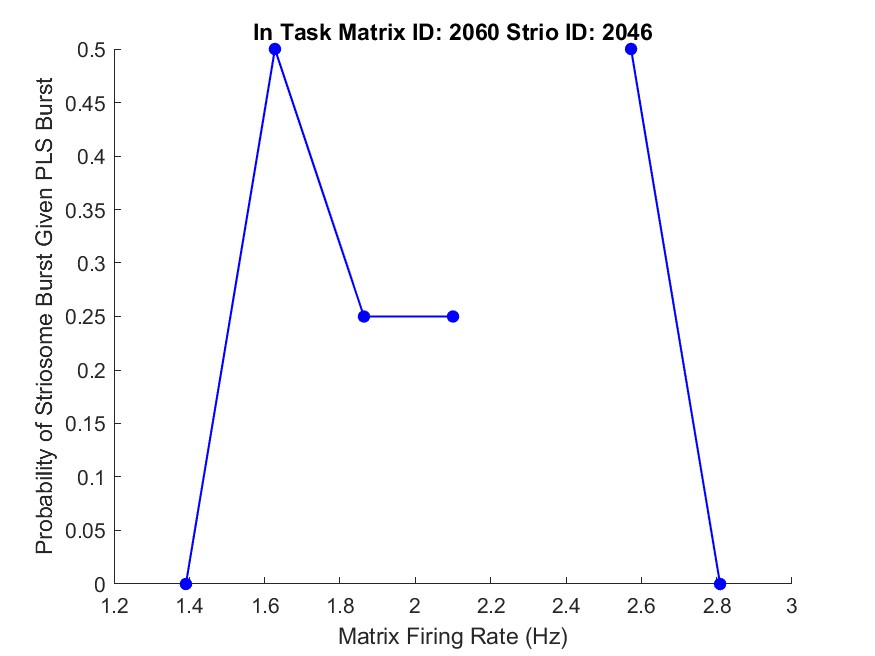 In Task Matrix ID: 2060 Strio ID: 2046
Probability of Striosome Burst Given PLS Burst
0.5
0.45
0.4
0.35
0.3
0.25
0.2
0.15
0.1
0.05
0
1.2 1.4 1.6 1.8 2 2.2 2.4 2.6 2.8 3
Matrix Firing Rate (Hz)